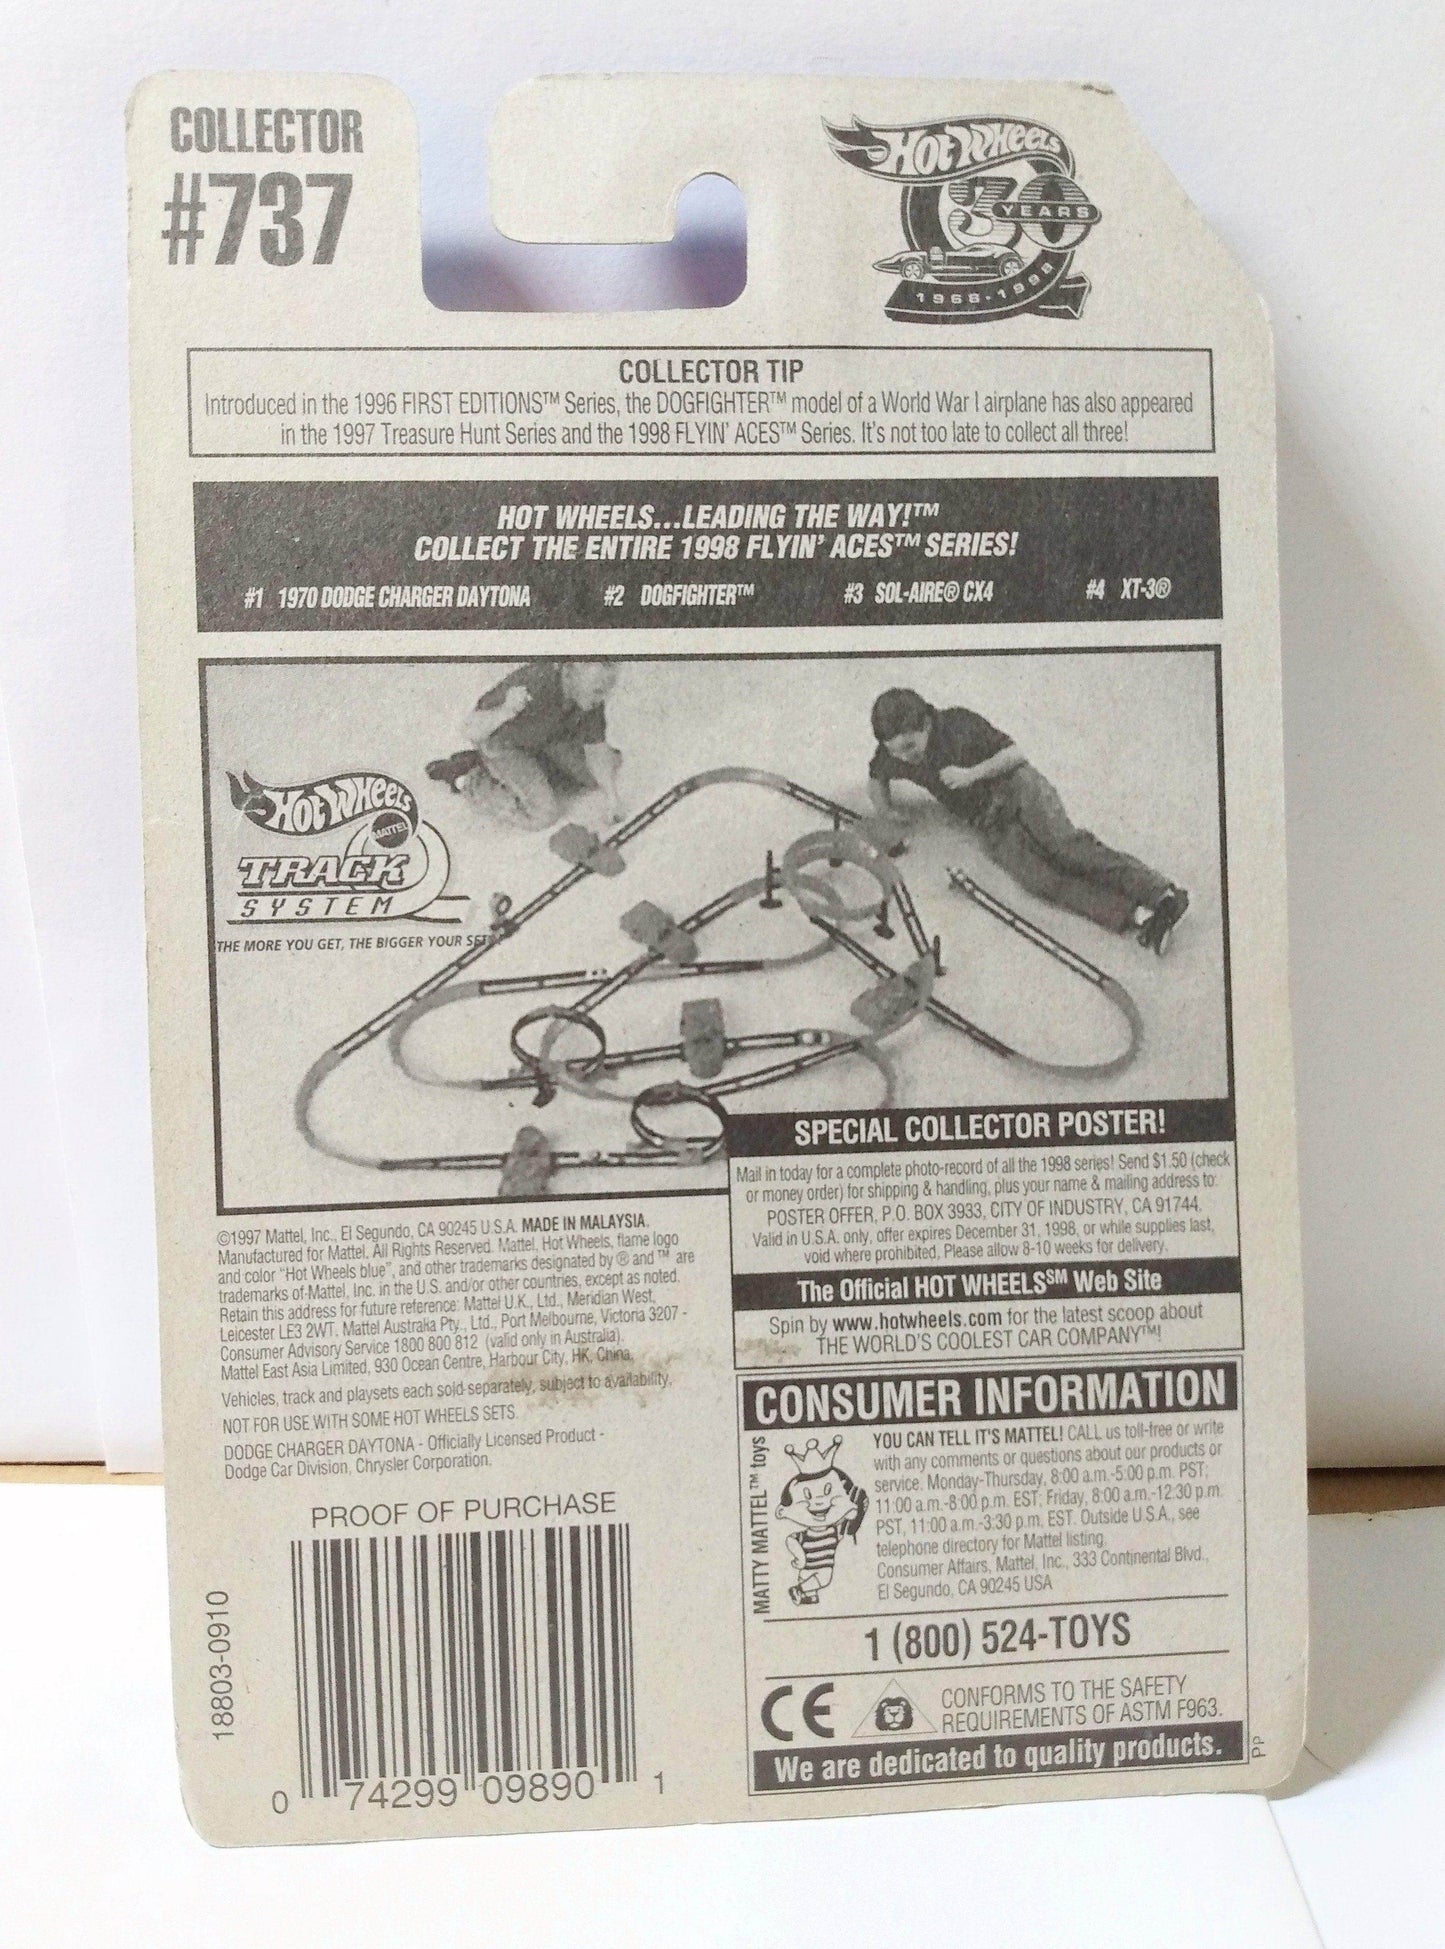 COLLECTOR
#737
Hot Wheels
30
YEARS
1968-1998
COLLECTOR TIP
Introduced in the 1996 FIRST EDITIONS™ Series, the DOGFIGHTER™ model of a World War I airplane has also appeared
in the 1997 Treasure Hunt Series and the 1998 FLYIN' ACES™ Series. It's not too late to collect all three!
HOT WHEELS...LEADING THE WAY!™
COLLECT THE ENTIRE 1998 FLYIN' ACES™ SERIES!
#1 1970 DODGE CHARGER DAYTONA #2 DOGFIGHTER™ #3 SOL-AIRE® CX4 #4 XT-3®
Hot Wheels
MATTEL
TRACK
SYSTEM
THE MORE YOU GET, THE BIGGER YOUR SET!
SPECIAL COLLECTOR POSTER!
Mail in today for a complete photo-record of all the 1998 series! Send $1.50 (check
or money order) for shipping & handling, plus your name & mailing address to:
POSTER OFFER, P.O. BOX 3933, CITY OF INDUSTRY, CA 91744.
Valid in U.S.A. only, offer expires December 31, 1998, or while supplies last,
void where prohibited, Please allow 8-10 weeks for delivery.
The Official HOT WHEELS℠ Web Site
Spin by www.hotwheels.com for the latest scoop about
THE WORLD'S COOLEST CAR COMPANY™!
©1997 Mattel, Inc., El Segundo, CA 90245 U.S.A. MADE IN MALAYSIA.
Manufactured for Mattel. All Rights Reserved. Mattel, Hot Wheels, flame logo
and color "Hot Wheels blue", and other trademarks designated by ® and ™ are
trademarks of Mattel, Inc. in the U.S. and/or other countries, except as noted.
Retain this address for future reference: Mattel U.K., Ltd., Meridian West,
Leicester LE3 2WT. Mattel Australia Pty., Ltd., Port Melbourne, Victoria 3207 -
Consumer Advisory Service 1800 800 812 (valid only in Australia).
Mattel East Asia Limited, 930 Ocean Centre, Harbour City, HK, China.
Vehicles, track and playsets each sold separately, subject to availability.
NOT FOR USE WITH SOME HOT WHEELS SETS.
DODGE CHARGER DAYTONA - Officially Licensed Product -
Dodge Car Division, Chrysler Corporation.
CONSUMER INFORMATION
MATTY MATTEL™ toys
YOU CAN TELL IT'S MATTEL! CALL us toll-free or write
with any comments or questions about our products or
service. Monday-Thursday, 8:00 a.m.-5:00 p.m. PST;
11:00 a.m.-8:00 p.m. EST; Friday, 8:00 a.m.-12:30 p.m.
PST, 11:00 a.m.-3:30 p.m. EST. Outside U.S.A., see
telephone directory for Mattel listing.
Consumer Affairs, Mattel, Inc., 333 Continental Blvd.,
El Segundo, CA 90245 USA
1 (800) 524-TOYS
CE
CONFORMS TO THE SAFETY
REQUIREMENTS OF ASTM F963.
We are dedicated to quality products.
PP
PROOF OF PURCHASE
18803-0910
0 74299 09890 1